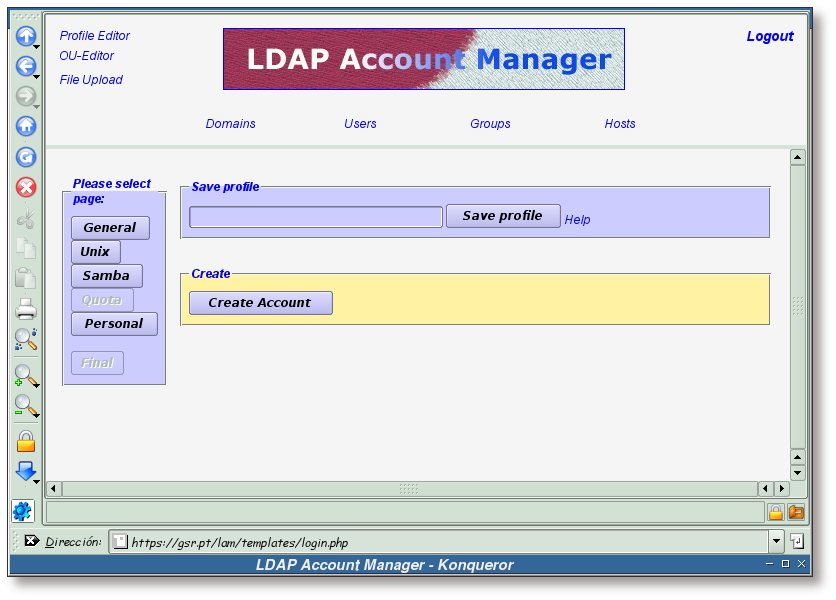 Profile Editor
OU-Editor
File Upload
LDAP Account Manager
Logout
Domains Users Groups Hosts
Please select
page:
General
Unix
Samba
Quota
Personal
Final
Save profile
Save profile Help
Create
Create Account
Dirección: https://gsr.pt/lam/templates/login.php
LDAP Account Manager - Konqueror